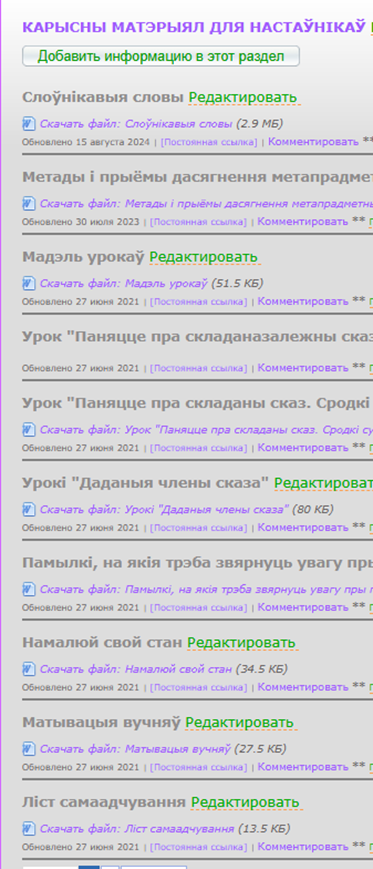 КАРЫСНЫ МАТЭРЫЯЛ ДЛЯ НАСТАЎНІКАЎ
Добавить информацию в этот раздел
Слоўнікавыя словы Редактировать
Скачать файл: Слоўнікавыя словы (2.9 МБ)
Обновлено 15 августа 2024 | [Постоянная ссылка] | Комментировать **
Метады і прыёмы дасягнення метапрадмет
Скачать файл: Метады і прыёмы дасягнення метапрадметнь
Обновлено 30 июля 2023 | [Постоянная ссылка] | Комментировать **
Мадэль урокаў Редактировать
Скачать файл: Мадэль урокаў (51.5 КБ)
Обновлено 27 июня 2021 | [Постоянная ссылка] | Комментировать **
Урок "Паняцце пра складаназалежны сказ
Обновлено 27 июня 2021 | [Постоянная ссылка] | Комментировать **
Урок "Паняцце пра складаны сказ. Сродкі
Скачать файл: Урок "Паняцце пра складаны сказ. Сродкі су
Обновлено 27 июня 2021 | [Постоянная ссылка] | Комментировать **
Урокі "Даданыя члены сказа" Редактироват
Скачать файл: Урокі "Даданыя члены сказа" (80 КБ)
Обновлено 27 июня 2021 | [Постоянная ссылка] | Комментировать **
Памылкі, на якія трэба звярнуць увагу пры
Скачать файл: Памылкі, на якія трэба звярнуць увагу пры
Обновлено 27 июня 2021 | [Постоянная ссылка] | Комментировать **
Намалюй свой стан Редактировать
Скачать файл: Намалюй свой стан (34.5 КБ)
Обновлено 27 июня 2021 | [Постоянная ссылка] | Комментировать **
Матывацыя вучняў Редактировать
Скачать файл: Матывацыя вучняў (27.5 КБ)
Обновлено 27 июня 2021 | [Постоянная ссылка] | Комментировать **
Ліст самаадчування Редактировать
Скачать файл: Ліст самаадчування (13.5 КБ)
Обновлено 27 июня 2021 | [Постоянная ссылка] | Комментировать **